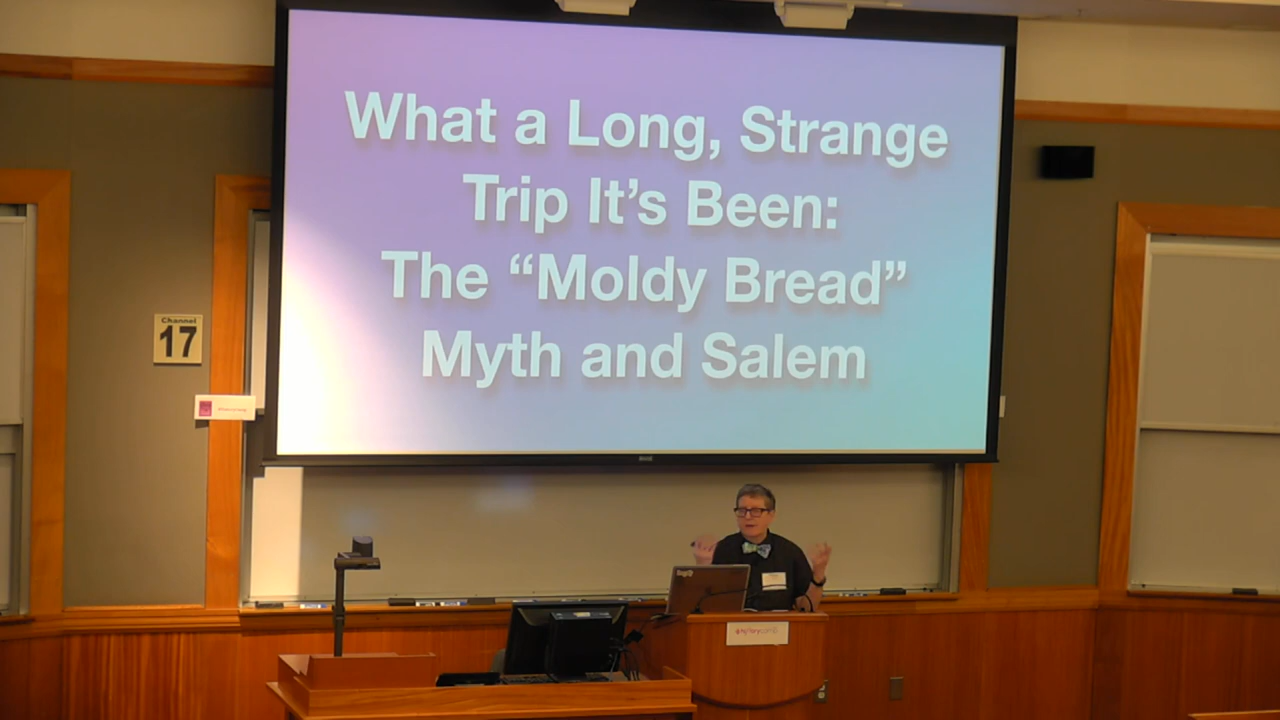 What a Long, Strange
Trip It’s Been:
The “Moldy Bread”
Myth and Salem
Channel
17